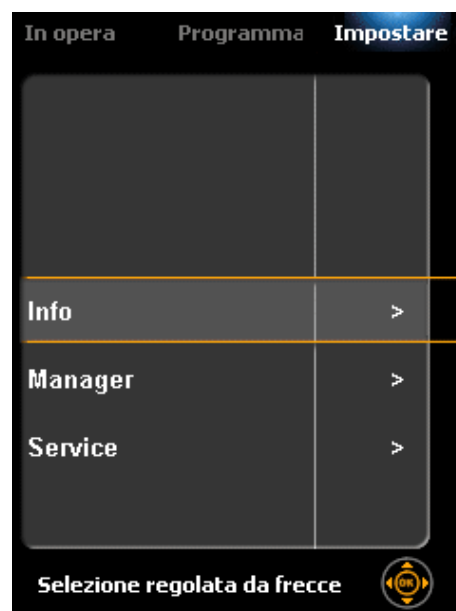 In opera Programma Impostare
Info >
Manager >
Service >
Selezione regolata da frecce OK